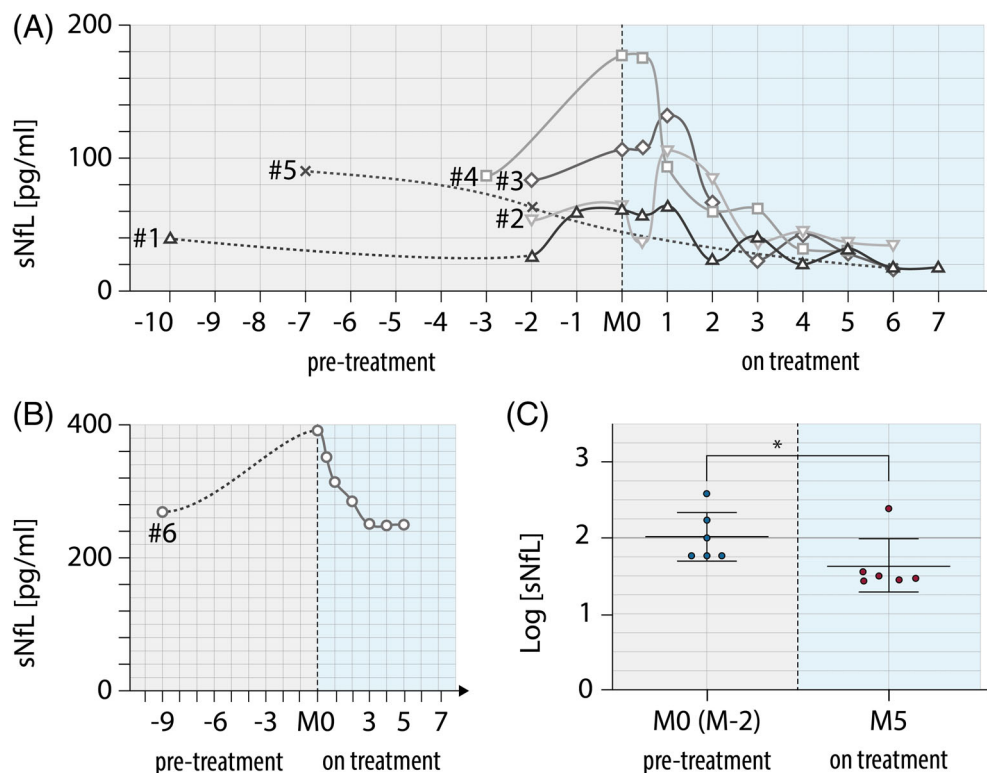 (A)
sNfL [pg/ml]
200
100
0
#5
#4
#3
#2
#1
-10 -9 -8 -7 -6 -5 -4 -3 -2 -1 M0 1 2 3 4 5 6 7
pre-treatment on treatment
(B)
sNfL [pg/ml]
400
200
0
#6
-9 -6 -3 M0 3 5 7
pre-treatment on treatment
(C)
Log [sNfL]
3
2
1
0
*
M0 (M-2) M5
pre-treatment on treatment